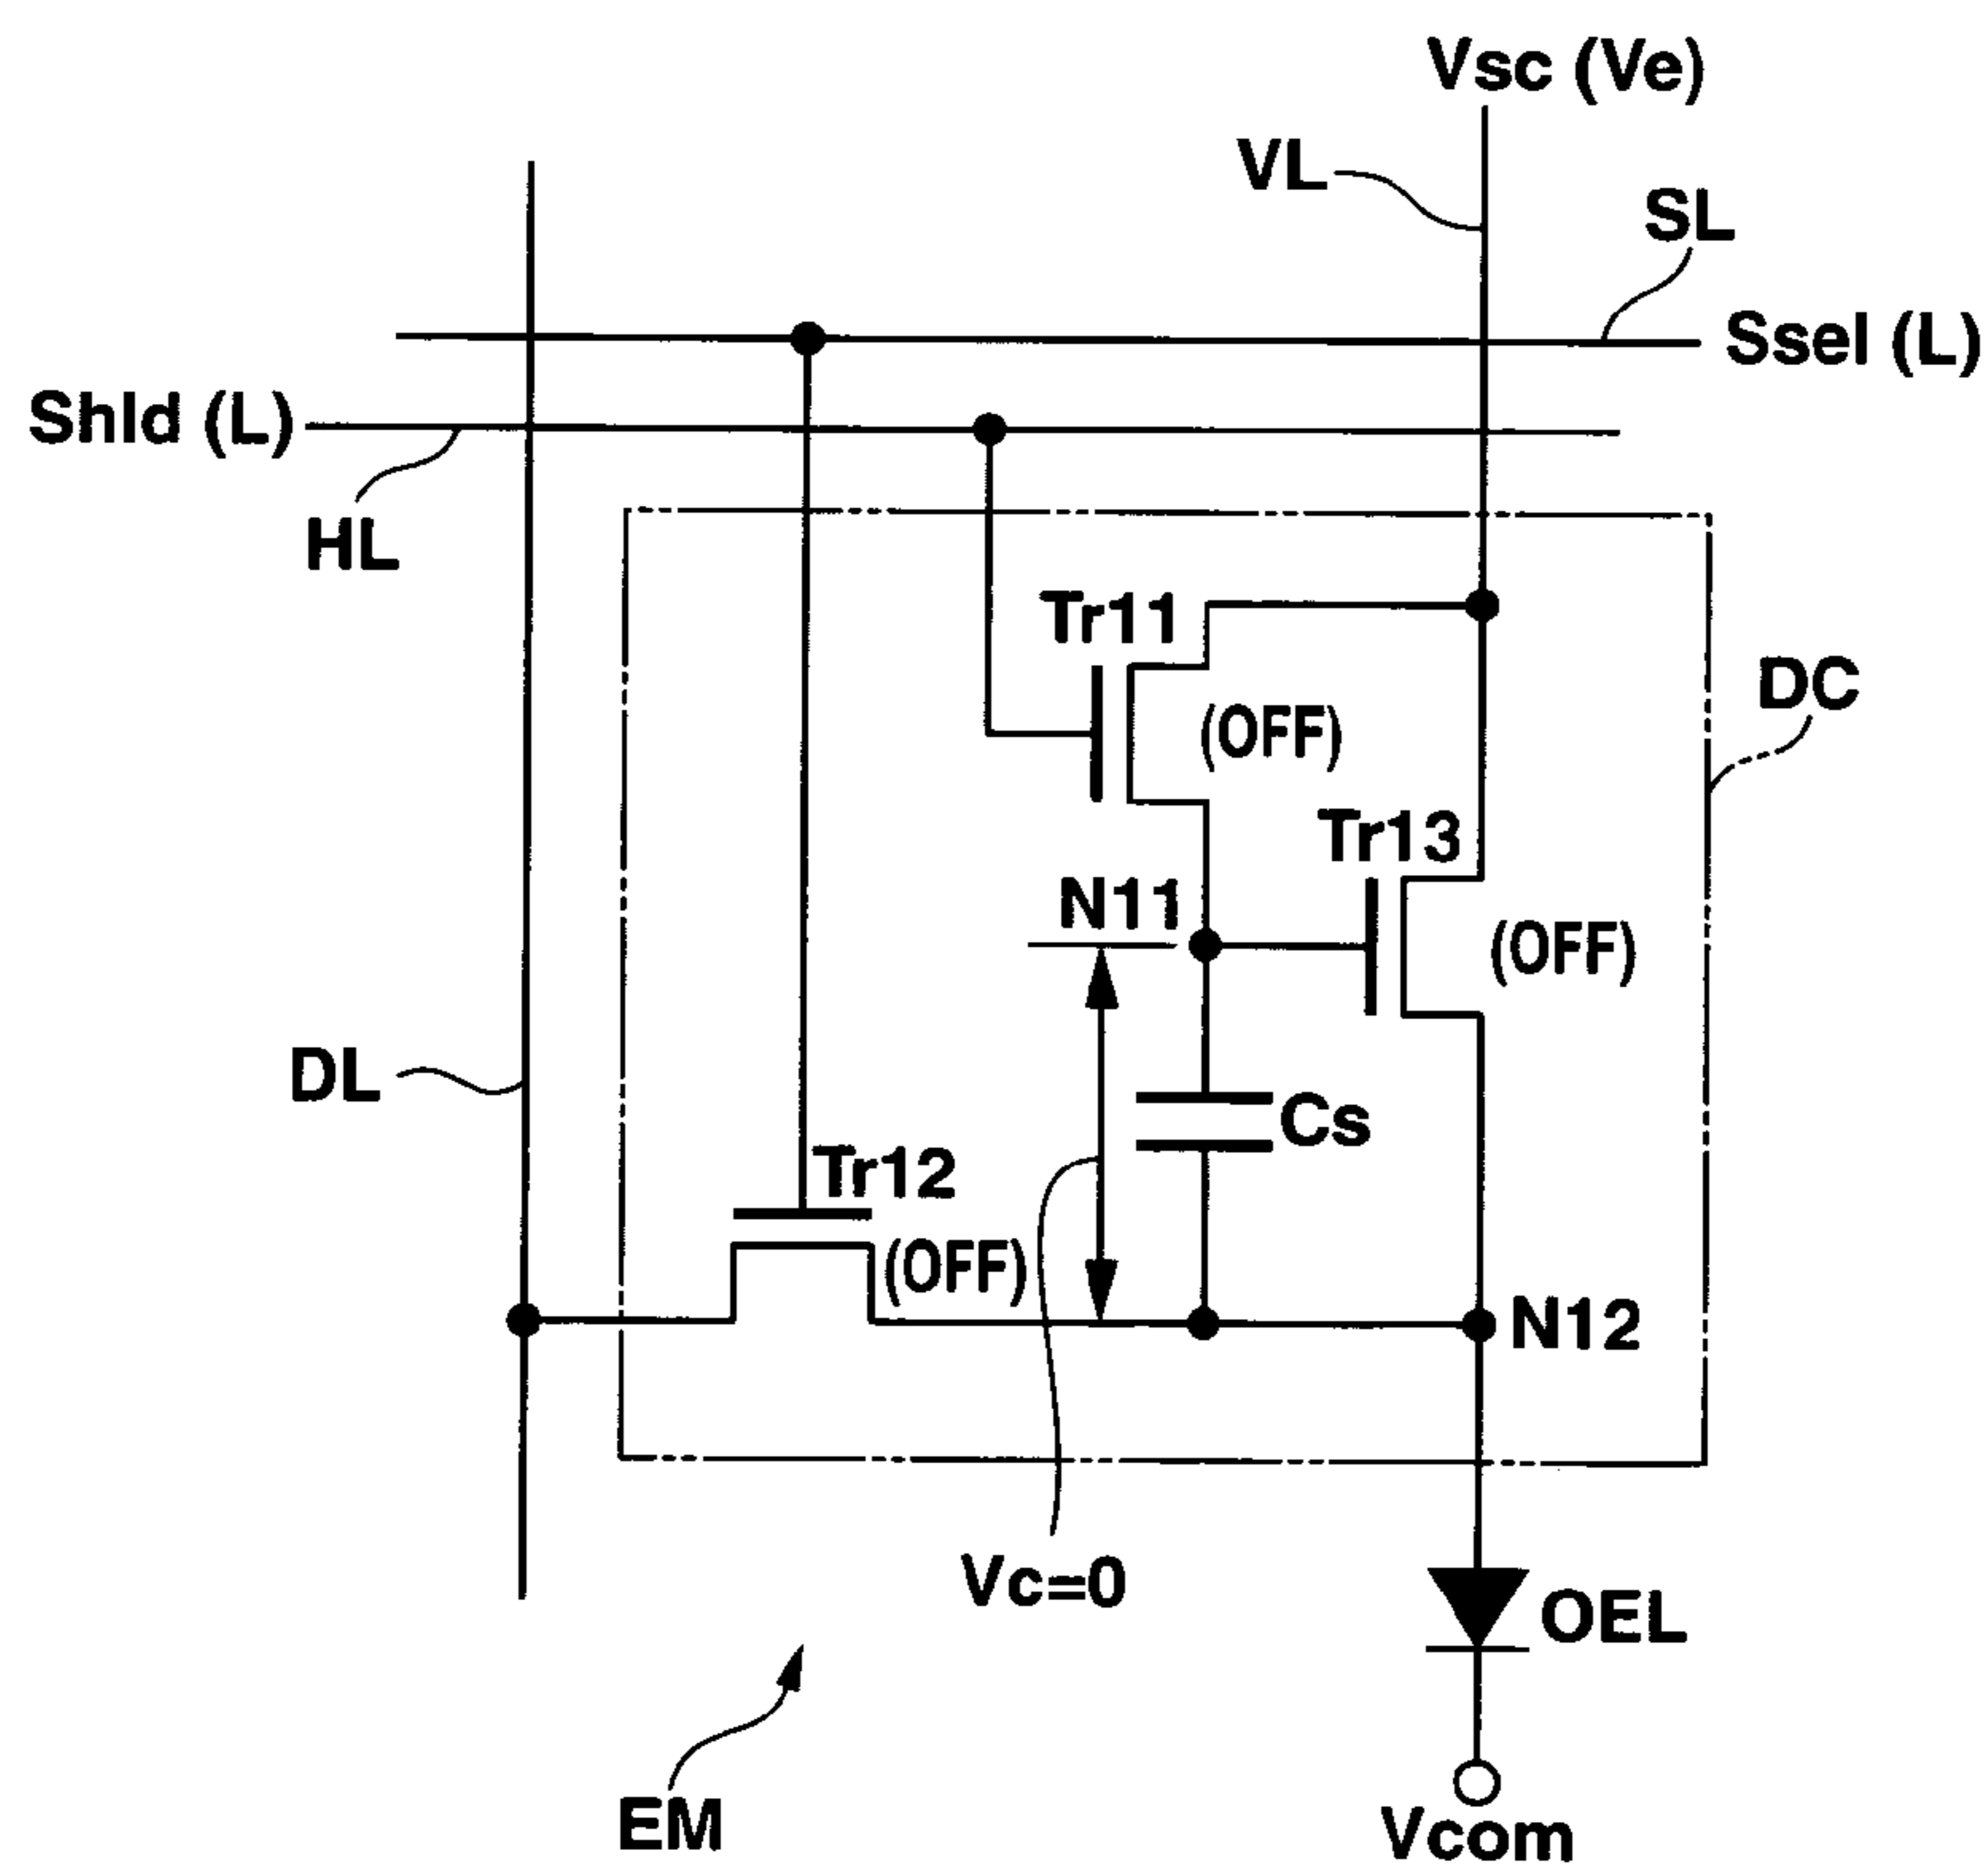 Vsc (Ve)
VL
SL
Ssel (L)
Shld (L)
HL
Tr11
(OFF)
DC
Tr13
N11
(OFF)
DL
Cs
Tr12
(OFF)
N12
Vc=0
OEL
EM
Vcom